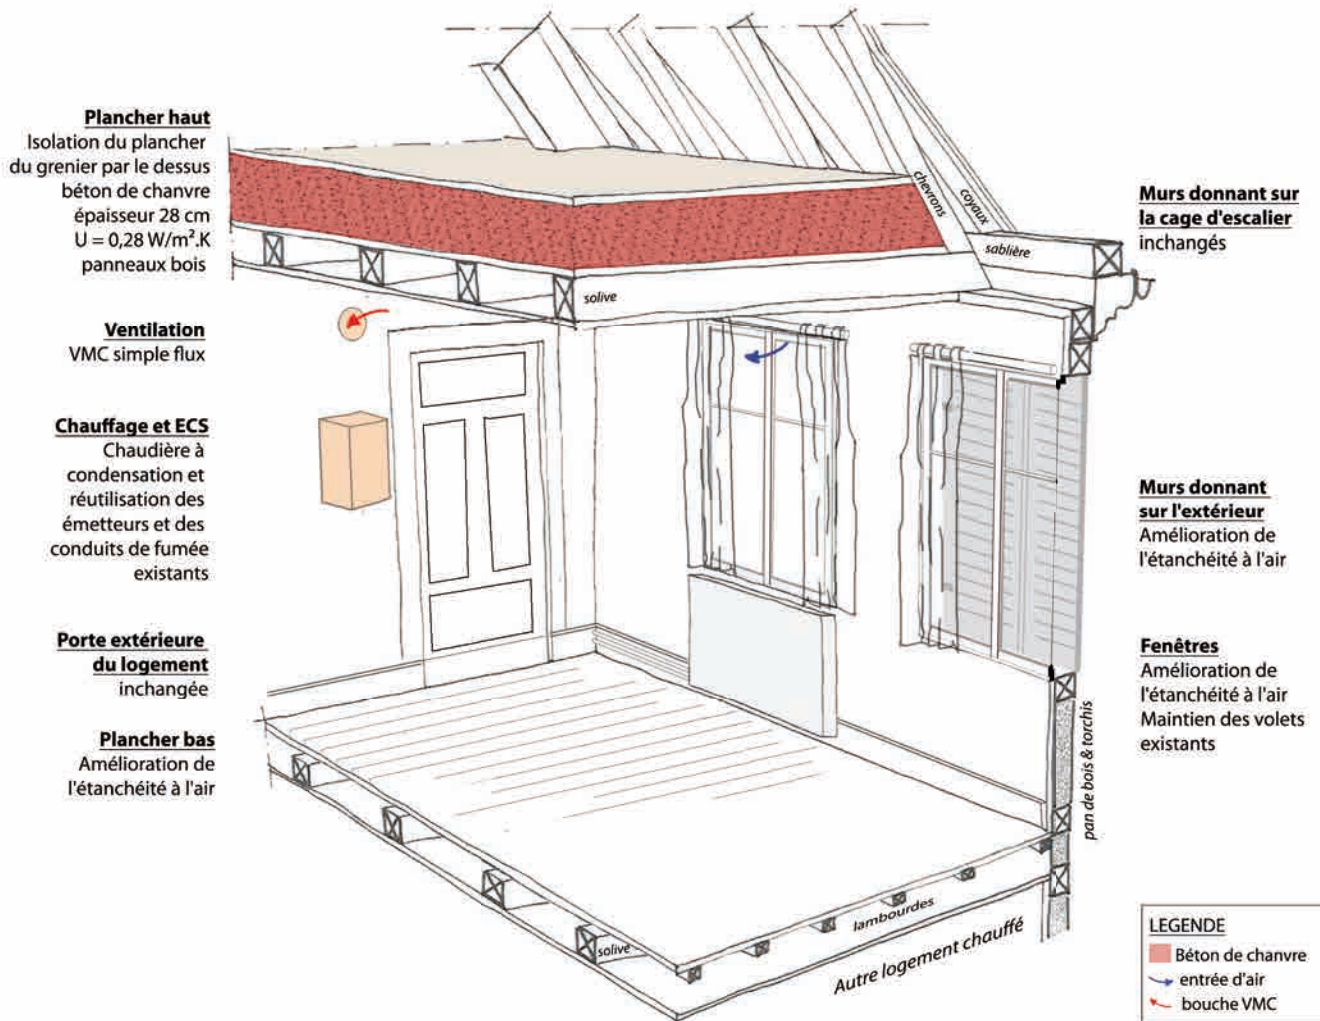 Plancher haut
Isolation du plancher
du grenier par le dessus
béton de chanvre
épaisseur 28 cm
U = 0,28 W/m².K
panneaux bois
Ventilation
VMC simple flux
Chauffage et ECS
Chaudière à
condensation et
réutilisation des
émetteurs et des
conduits de fumée
existants
Porte extérieure
du logement
inchangée
Plancher bas
Amélioration de
l'étanchéité à l'air
chevrons
coyaux
sablière
solive
solive
lambourdes
Autre logement chauffé
pan de bois & torchis
Murs donnant sur
la cage d'escalier
inchangés
Murs donnant
sur l'extérieur
Amélioration de
l'étanchéité à l'air
Fenêtres
Amélioration de
l'étanchéité à l'air
Maintien des volets
existants
LEGENDE
Béton de chanvre
entrée d'air
bouche VMC